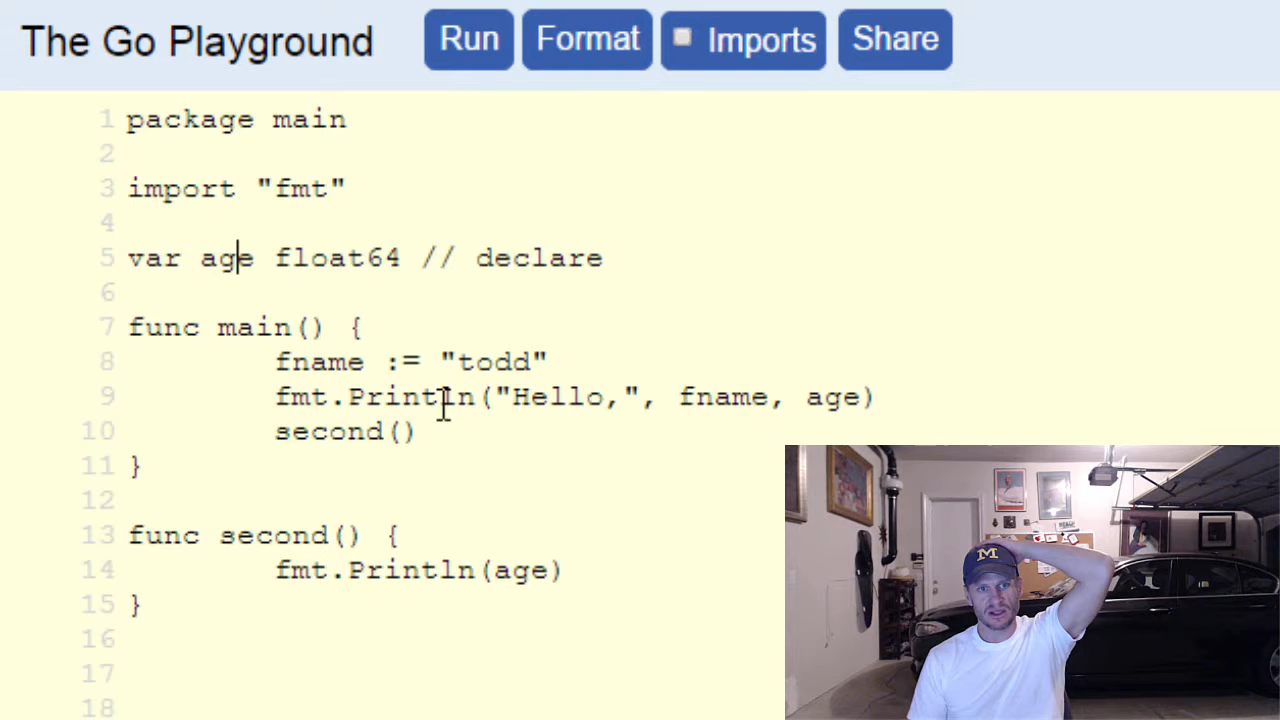 The Go Playground Run Format Imports Share
1 package main
2
3 import "fmt"
4
5 var age float64 // declare
6
7 func main() {
8 fname := "todd"
9 fmt.Println("Hello,", fname, age)
10 second()
11 }
12
13 func second() {
14 fmt.Println(age)
15 }
16
17
18
M